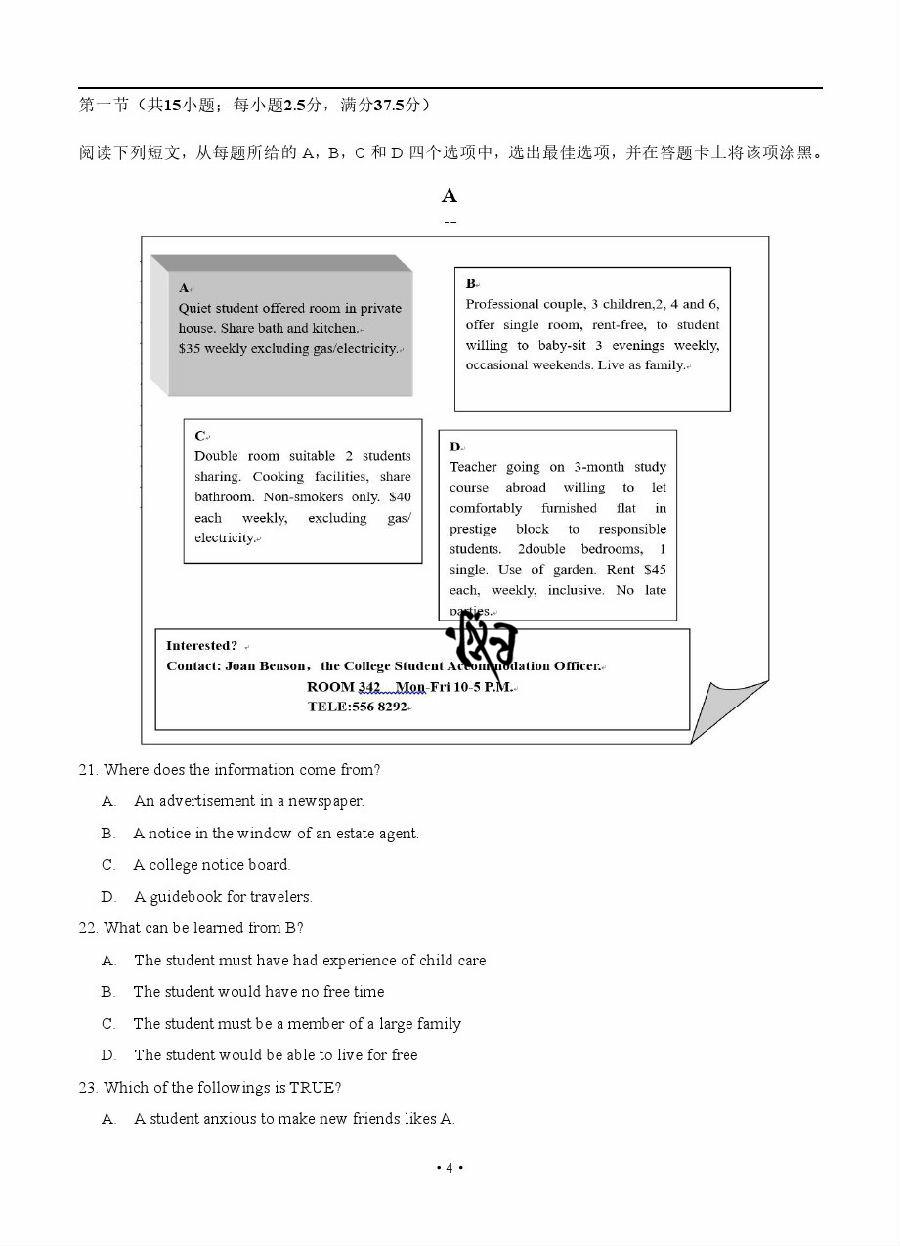 第一节（共15小题；每小题2.5分，满分37.5分）
阅读下列短文，从每题所给的 A，B，C 和 D 四个选项中，选出最佳选项，并在答题卡上将该项涂黑。
A
A
Quiet student offered room in private
house. Share bath and kitchen.
$35 weekly excluding gas/electricity.
B
Professional couple, 3 children,2, 4 and 6,
offer single room, rent-free, to student
willing to baby-sit 3 evenings weekly,
occasional weekends. Live as family.
C
Double room suitable 2 students
sharing. Cooking facilities, share
bathroom. Non-smokers only. $40
each weekly, excluding gas/
electricity.
D
Teacher going on 3-month study
course abroad willing to let
comfortably furnished flat in
prestige block to responsible
students. 2double bedrooms, 1
single. Use of garden. Rent $45
each, weekly, inclusive. No late
parties.
Interested?
Contact: Joan Benson, the College Student Accommodation Officer.
ROOM 342 Mon-Fri 10-5 P.M.
TELE:556 8292
21. Where does the information come from?
A. An advertisement in a newspaper.
B. A notice in the window of an estate agent.
C. A college notice board.
D. A guidebook for travelers.
22. What can be learned from B?
A. The student must have had experience of child care
B. The student would have no free time
C. The student must be a member of a large family
D. The student would be able to live for free
23. Which of the followings is TRUE?
A. A student anxious to make new friends likes A.
• 4 •